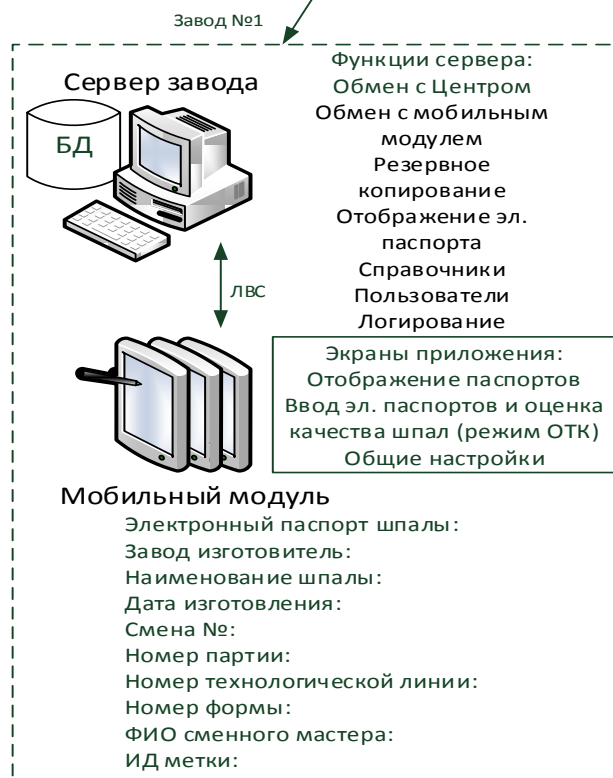 Завод №1
Функции сервера:
Сервер завода
Обмен с Центром
Обмен с мобильным
модулем
БД
Резервное
копирование
Отображение эл.
паспорта
Справочники
ЛВС
Пользователи
Логирование
Экраны приложения:
Отображение паспортов
Ввод эл. паспортов и оценка
качества шпал (режим ОТК)
Общие настройки
Мобильный модуль
Электронный паспорт шпалы:
Завод изготовитель:
Наименование шпалы:
Дата изготовления:
Смена №:
Номер партии:
Номер технологической линии:
Номер формы:
ФИО сменного мастера:
ИД метки: